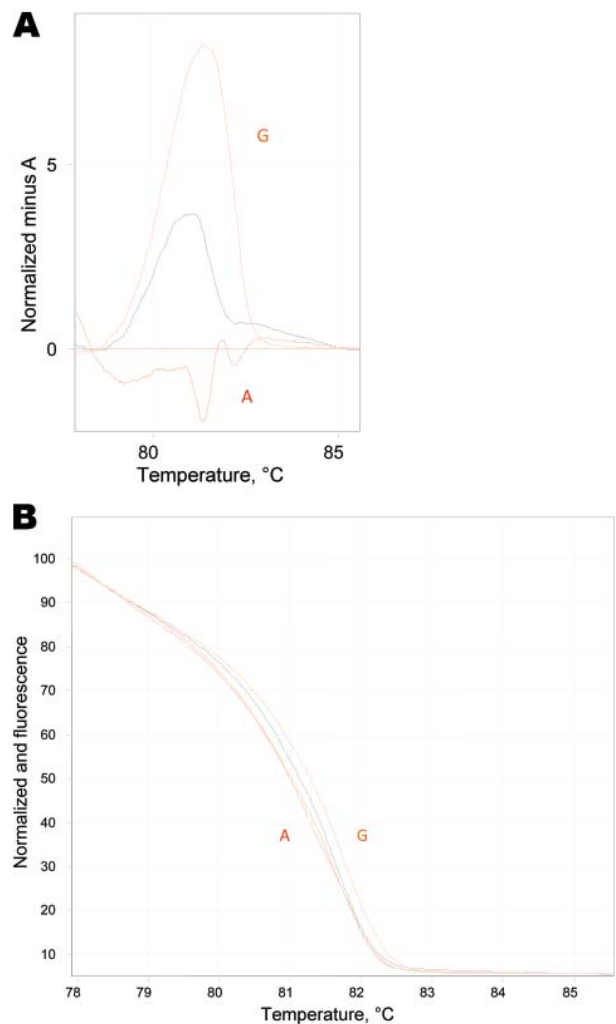 A
Normalized minus A
5
0
G
A
80 85
Temperature, °C
B
Normalized and fluorescence
100
90
80
70
60
50
40
30
20
10
A G
78 79 80 81 82 83 84 85
Temperature, °C